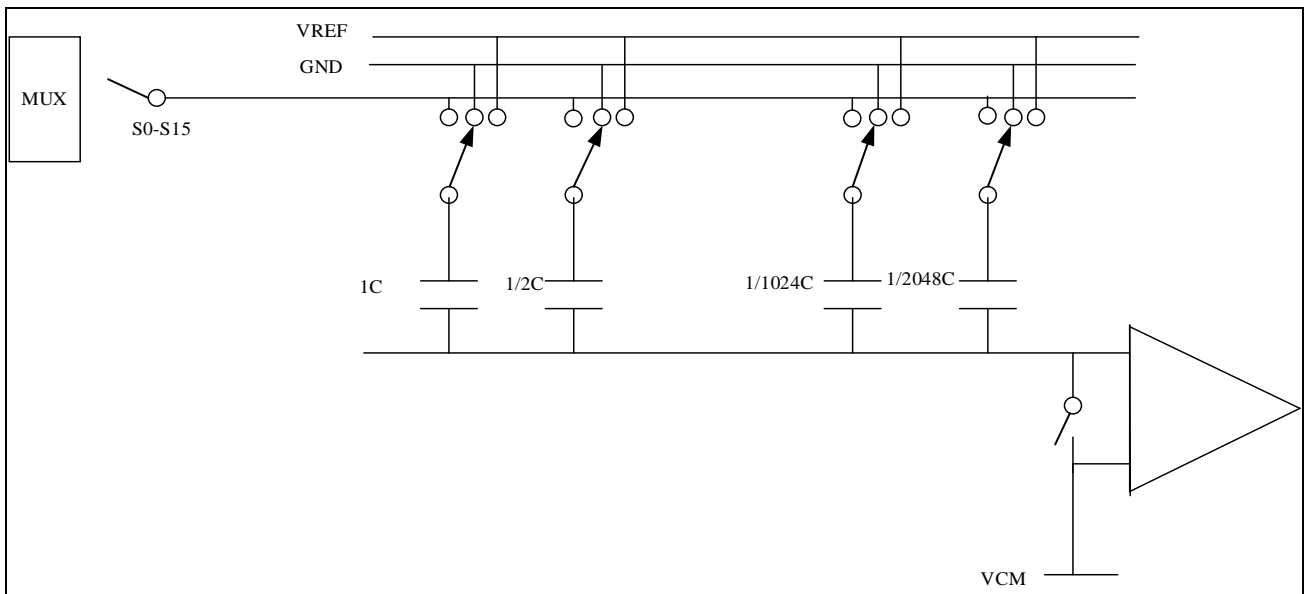 VREF
GND
MUX
S0-S15
1C
1/2C
1/1024C
1/2048C
VCM